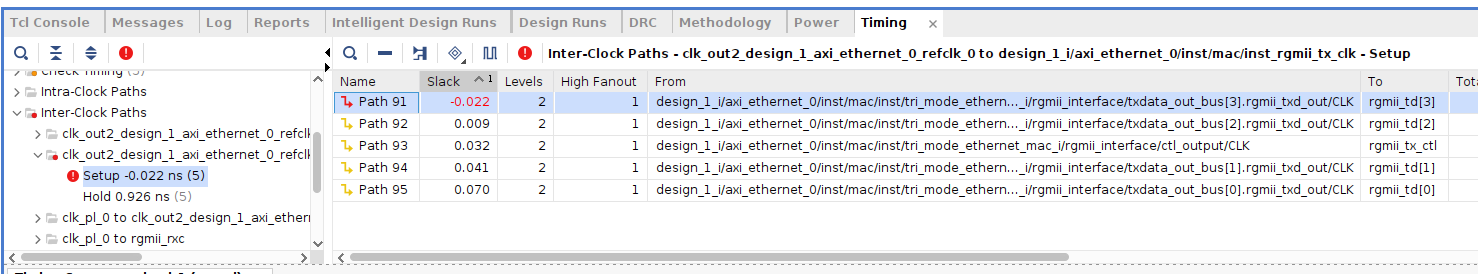 Tcl Console Messages Log Reports Intelligent Design Runs Design Runs DRC Methodology Power Timing ×
Inter-Clock Paths - clk_out2_design_1_axi_ethernet_0_refclk_0 to design_1_i/axi_ethernet_0/inst/mac/inst_rgmii_tx_clk - Setup
Check Timing (5)
Intra-Clock Paths
Inter-Clock Paths
clk_out2_design_1_axi_ethernet_0_refcl
clk_out2_design_1_axi_ethernet_0_refcl
Setup -0.022 ns (5)
Hold 0.926 ns (5)
clk_pl_0 to clk_out2_design_1_axi_ether
clk_pl_0 to rgmii_rxc
Name Slack 1 Levels High Fanout From To Tota
Path 91 -0.022 2 1 design_1_i/axi_ethernet_0/inst/mac/inst/tri_mode_ethern..._i/rgmii_interface/txdata_out_bus[3].rgmii_txd_out/CLK rgmii_td[3]
Path 92 0.009 2 1 design_1_i/axi_ethernet_0/inst/mac/inst/tri_mode_ethern..._i/rgmii_interface/txdata_out_bus[2].rgmii_txd_out/CLK rgmii_td[2]
Path 93 0.032 2 1 design_1_i/axi_ethernet_0/inst/mac/inst/tri_mode_ethernet_mac_i/rgmii_interface/ctl_output/CLK rgmii_tx_ctl
Path 94 0.041 2 1 design_1_i/axi_ethernet_0/inst/mac/inst/tri_mode_ethern..._i/rgmii_interface/txdata_out_bus[1].rgmii_txd_out/CLK rgmii_td[1]
Path 95 0.070 2 1 design_1_i/axi_ethernet_0/inst/mac/inst/tri_mode_ethern..._i/rgmii_interface/txdata_out_bus[0].rgmii_txd_out/CLK rgmii_td[0]